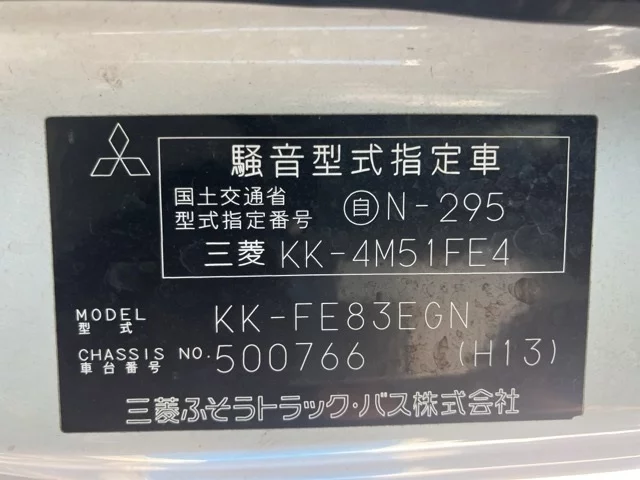 騒音型式指定車
国土交通省
型式指定番号 ㊂N-295
三菱 KK-4M51FE4
MODEL KK-FE83EGN
型式
CHASSIS NO. 500766 (H13)
車台番号
三菱ふそうトラック・バス株式会社